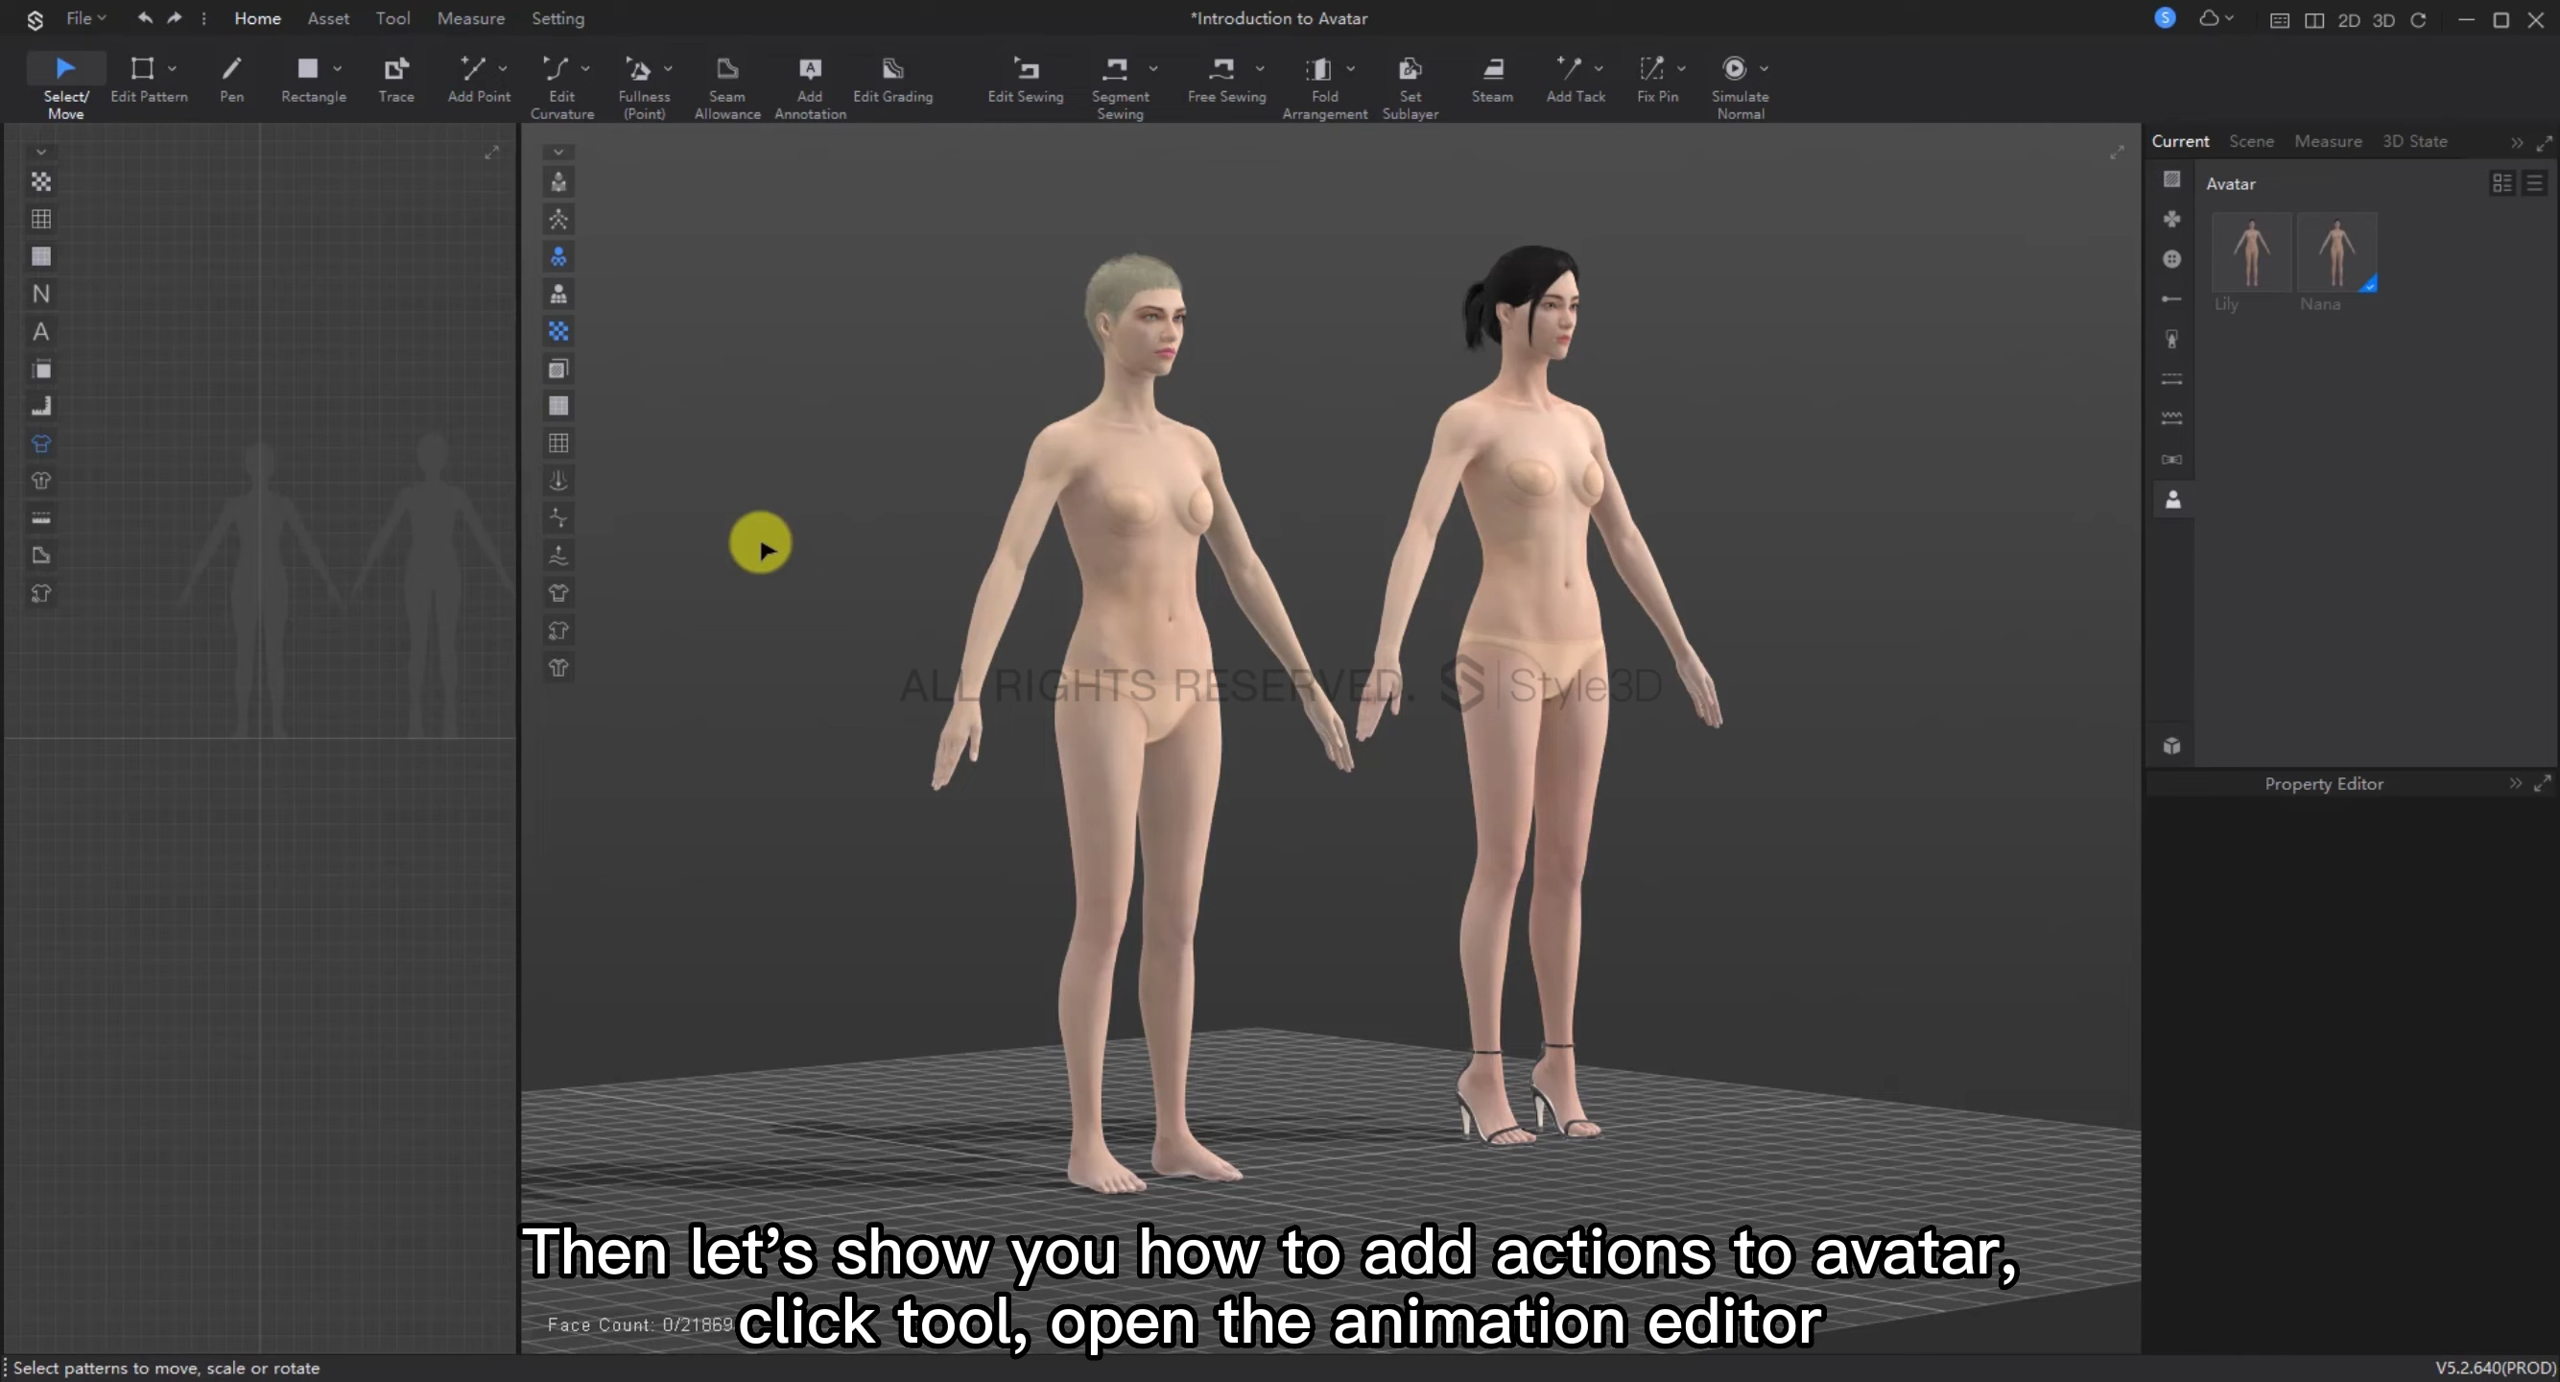 File
Home
Asset
Tool
Measure
Setting
*Introduction to Avatar
S
2D
3D
Select/
Move
Edit Pattern
Pen
Rectangle
Trace
Add Point
Edit
Curvature
Fullness
(Point)
Seam
Allowance
A
Add
Annotation
Edit Grading
Edit Sewing
Segment
Sewing
Free Sewing
Fold
Arrangement
Set
Sublayer
Steam
Add Tack
Fix Pin
Simulate
Normal
N
A
Current
Scene
Measure
3D State
Avatar
Lily
Nana
Property Editor
ALL RIGHTS RESERVED. Style3D
Then let's show you how to add actions to avatar,
click tool, open the animation editor
Face Count: 0/21869
Select patterns to move, scale or rotate
V5.2.640(PROD)